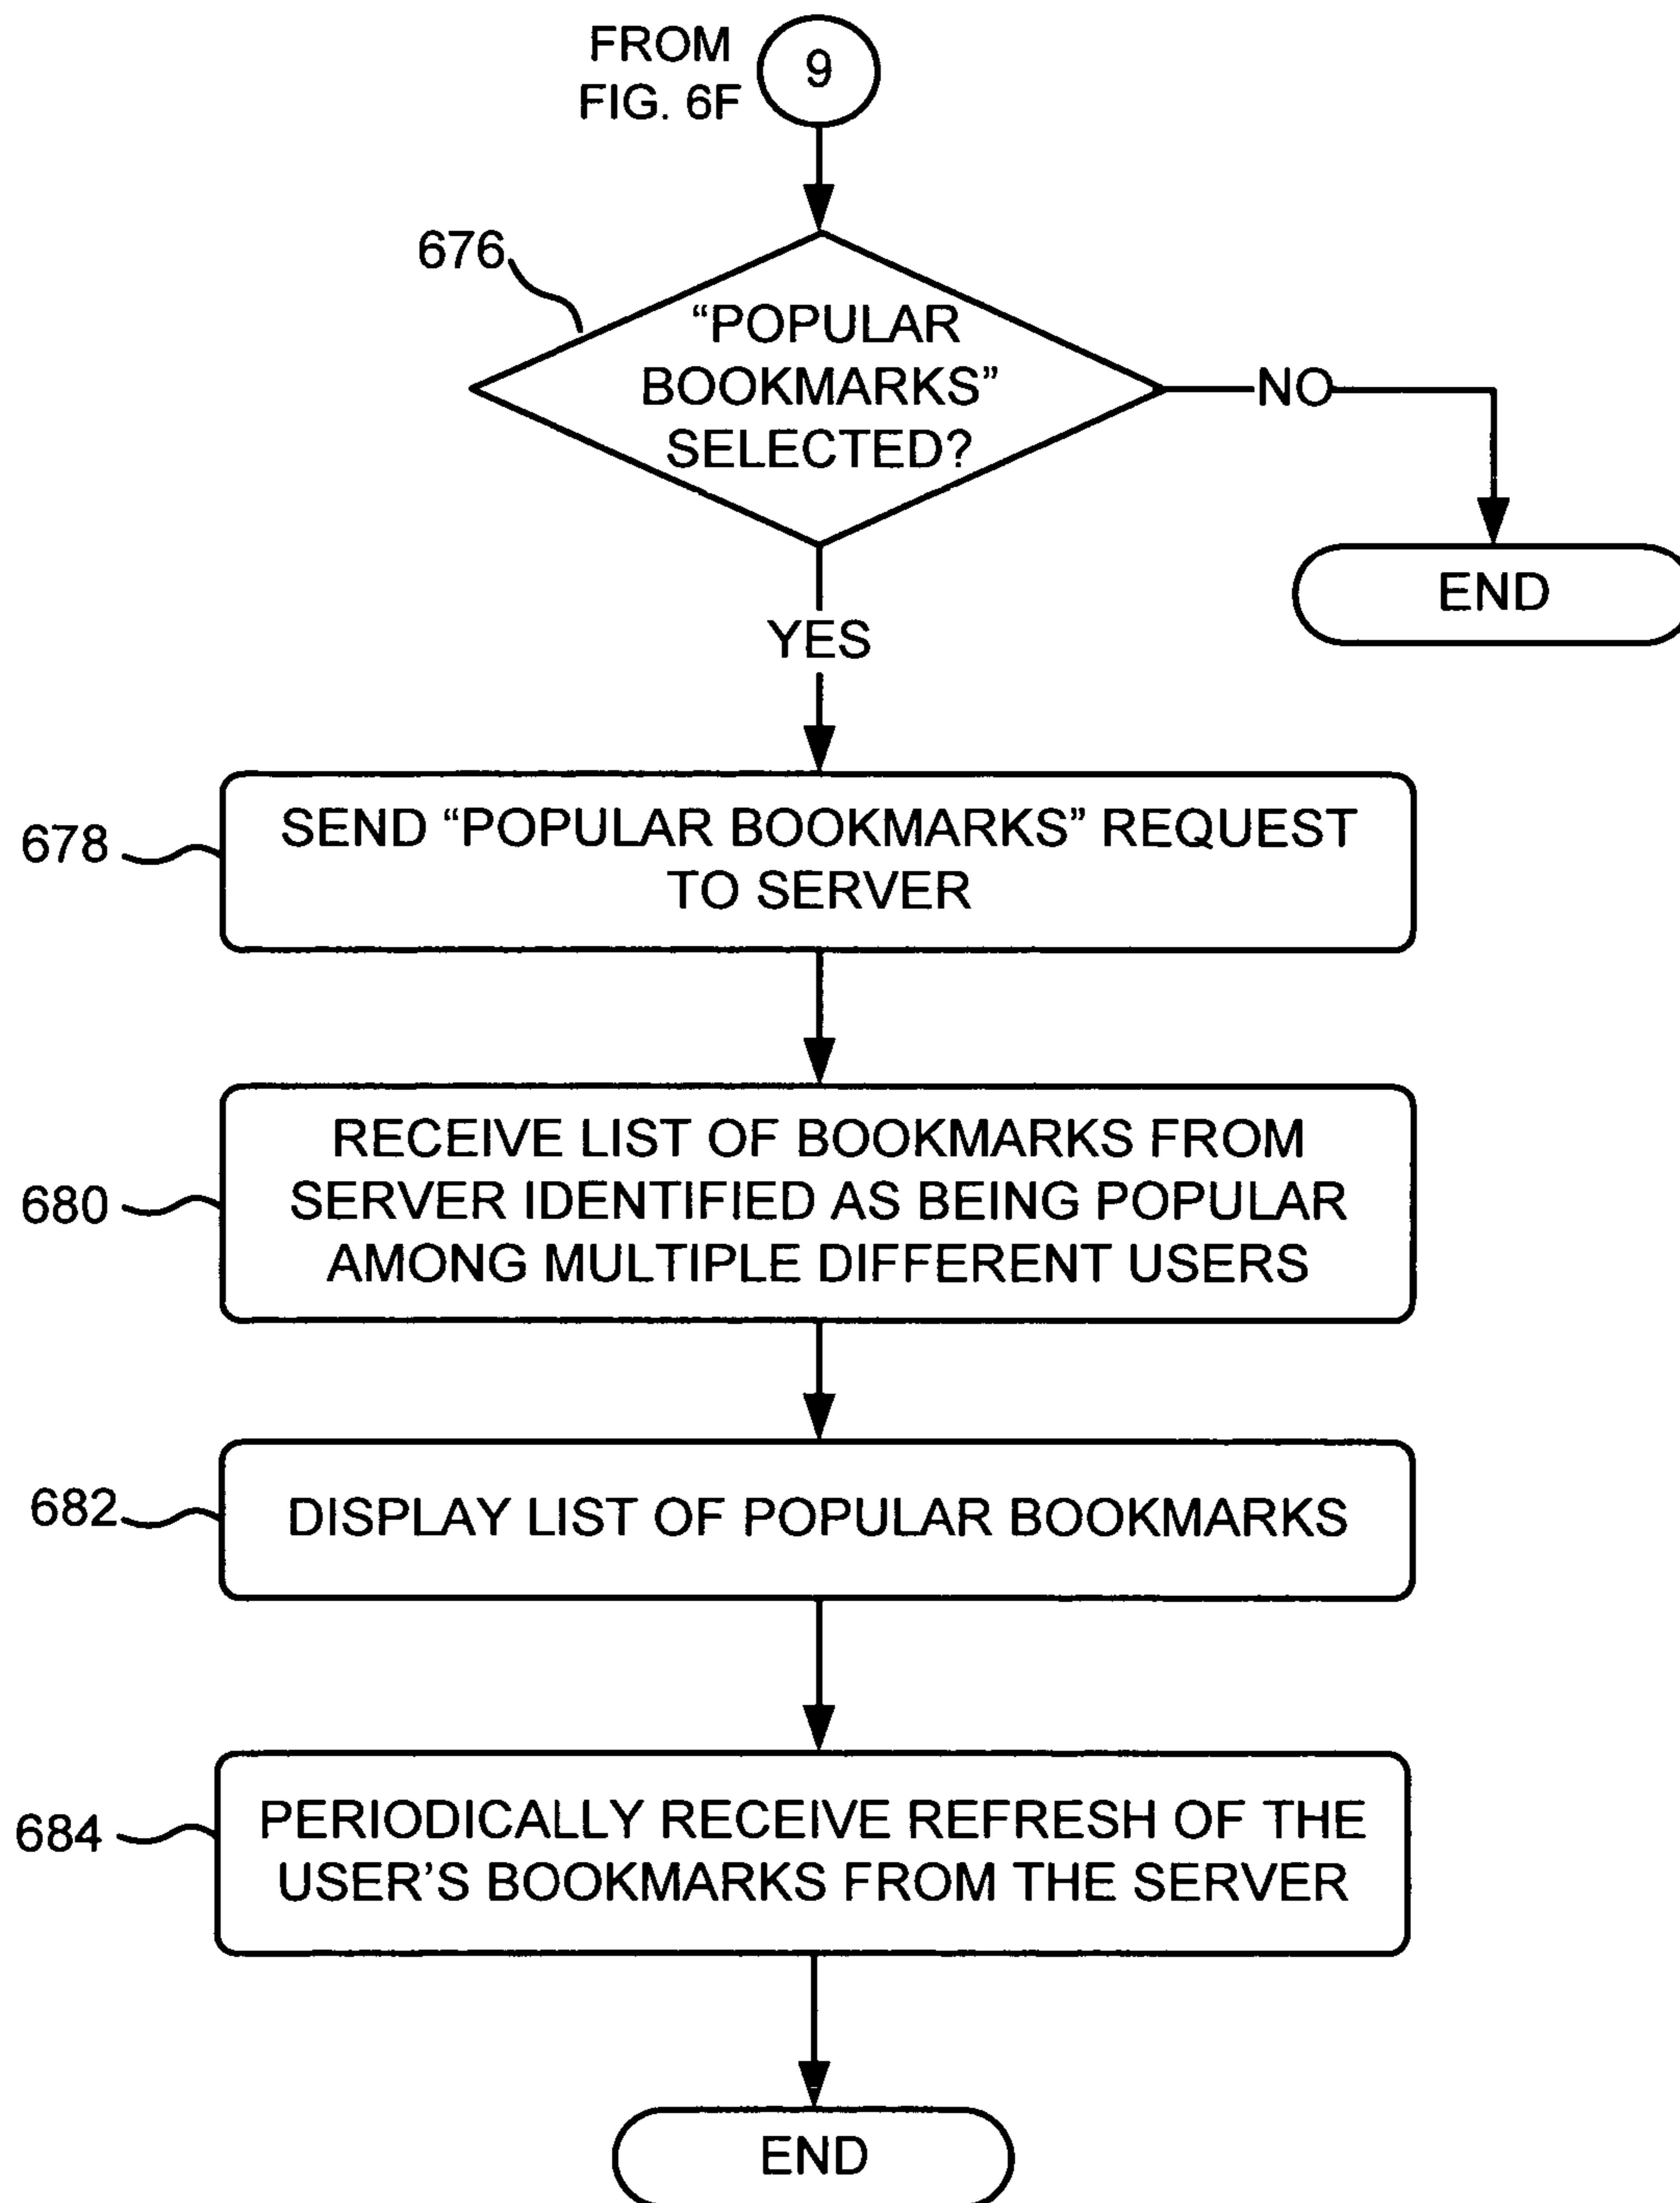 FROM
FIG. 6F
9
676
“POPULAR
BOOKMARKS”
SELECTED?
NO
END
YES
678
SEND “POPULAR BOOKMARKS” REQUEST
TO SERVER
680
RECEIVE LIST OF BOOKMARKS FROM
SERVER IDENTIFIED AS BEING POPULAR
AMONG MULTIPLE DIFFERENT USERS
682
DISPLAY LIST OF POPULAR BOOKMARKS
684
PERIODICALLY RECEIVE REFRESH OF THE
USER’S BOOKMARKS FROM THE SERVER
END